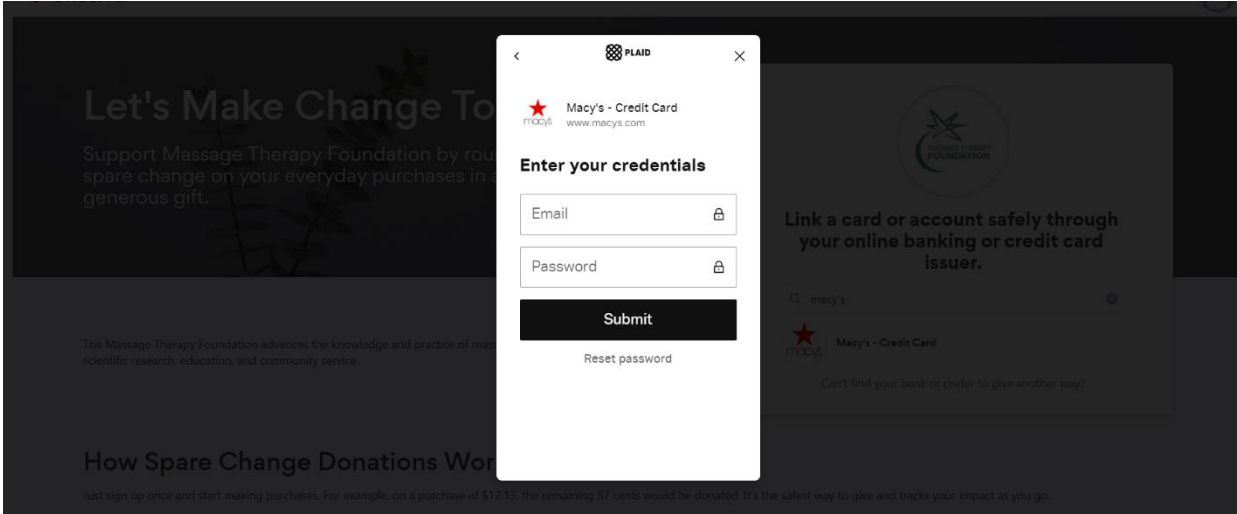 Let's Make Change To
Support Massage Therapy Foundation by rou
spare change on your everyday purchases in a
generous gift.
The Massage Therapy Foundation advances the knowledge and practice of mas
scientific research, education, and community service.
How Spare Change Donations Wor
Just sign up once and start making purchases. For example, on a purchase of $12.13, the remaining 87 cents would be donated. It's the safest way to give and tracks your impact as you go.
PLAID
macy's
Macy's - Credit Card
www.macys.com
Enter your credentials
Email
Password
Submit
Reset password
MASSAGE THERAPY
FOUNDATION
Link a card or account safely through
your online banking or credit card
issuer.
macy's
macy's
Macy's - Credit Card
Can't find your bank or prefer to give another way?